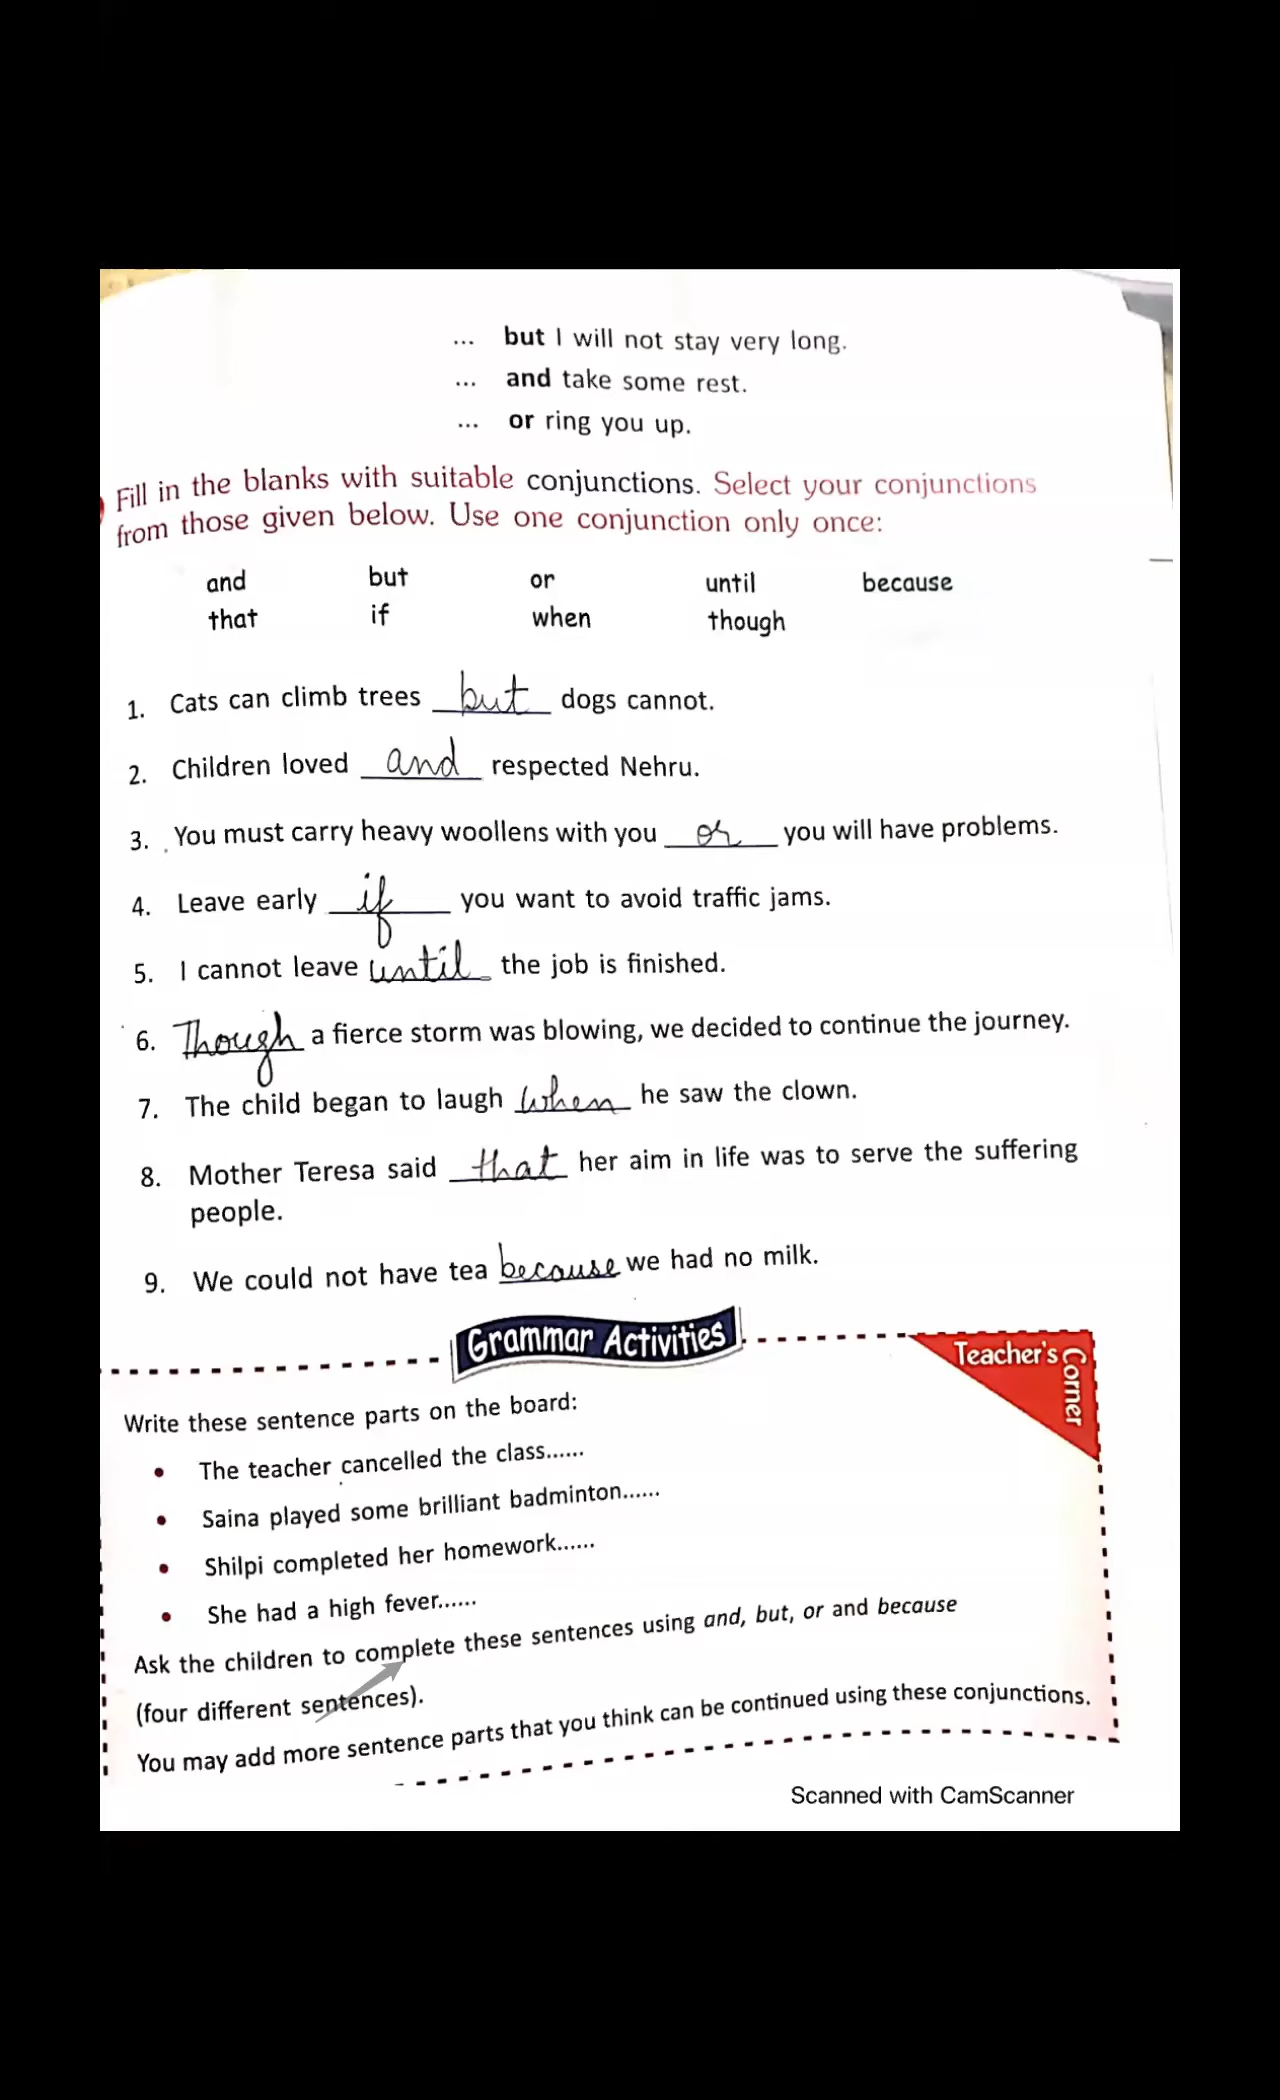 ... but I will not stay very long.
... and take some rest.
... or ring you up.
Fill in the blanks with suitable conjunctions. Select your conjunctions
from those given below. Use one conjunction only once:
and but or until because
that if when though
1. Cats can climb trees but dogs cannot.
2. Children loved and respected Nehru.
3. You must carry heavy woollens with you or you will have problems.
4. Leave early if you want to avoid traffic jams.
5. I cannot leave until the job is finished.
6. Though a fierce storm was blowing, we decided to continue the journey.
7. The child began to laugh when he saw the clown.
8. Mother Teresa said that her aim in life was to serve the suffering
people.
9. We could not have tea because we had no milk.
Grammar Activities
Teacher's Corner
Write these sentence parts on the board:
• The teacher cancelled the class......
• Saina played some brilliant badminton......
• Shilpi completed her homework......
• She had a high fever......
Ask the children to complete these sentences using and, but, or and because
(four different sentences).
You may add more sentence parts that you think can be continued using these conjunctions.
Scanned with CamScanner